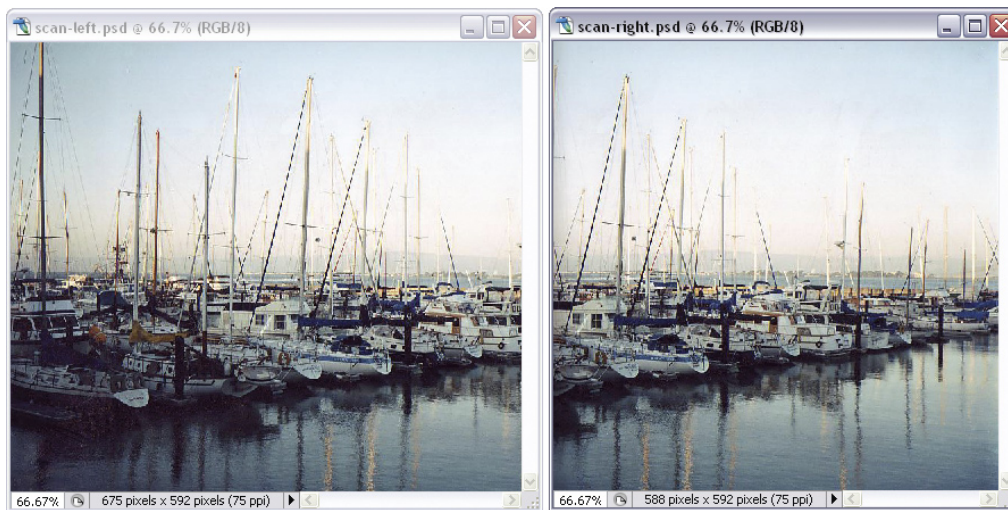 scan-left.psd @ 66.7% (RGB/8)
scan-right.psd @ 66.7% (RGB/8)
66.67%
675 pixels x 592 pixels (75 ppi)
66.67%
588 pixels x 592 pixels (75 ppi)